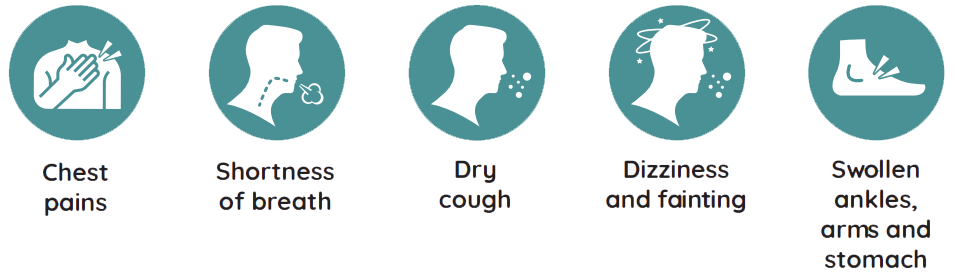 Chest
pains
Shortness
of breath
Dry
cough
Dizziness
and fainting
Swollen
ankles,
arms and
stomach